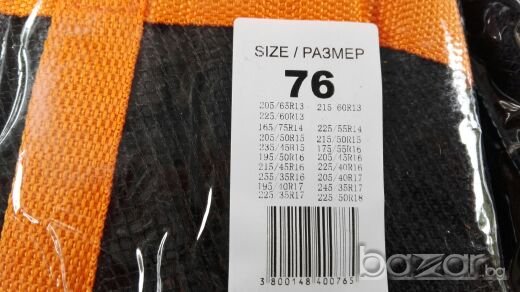 SIZE / РАЗМЕР
76
205/65R13 215/60R13
225/60R13
165/75R14 225/55R14
205/50R15 215/50R15
235/45R15 175/55R16
195/50R16 205/45R16
215/45R16 225/40R16
235/35R16 205/40R17
195/40R17 245/35R17
225/35R17 225/50R18
3 800148 400765
bazar.bg